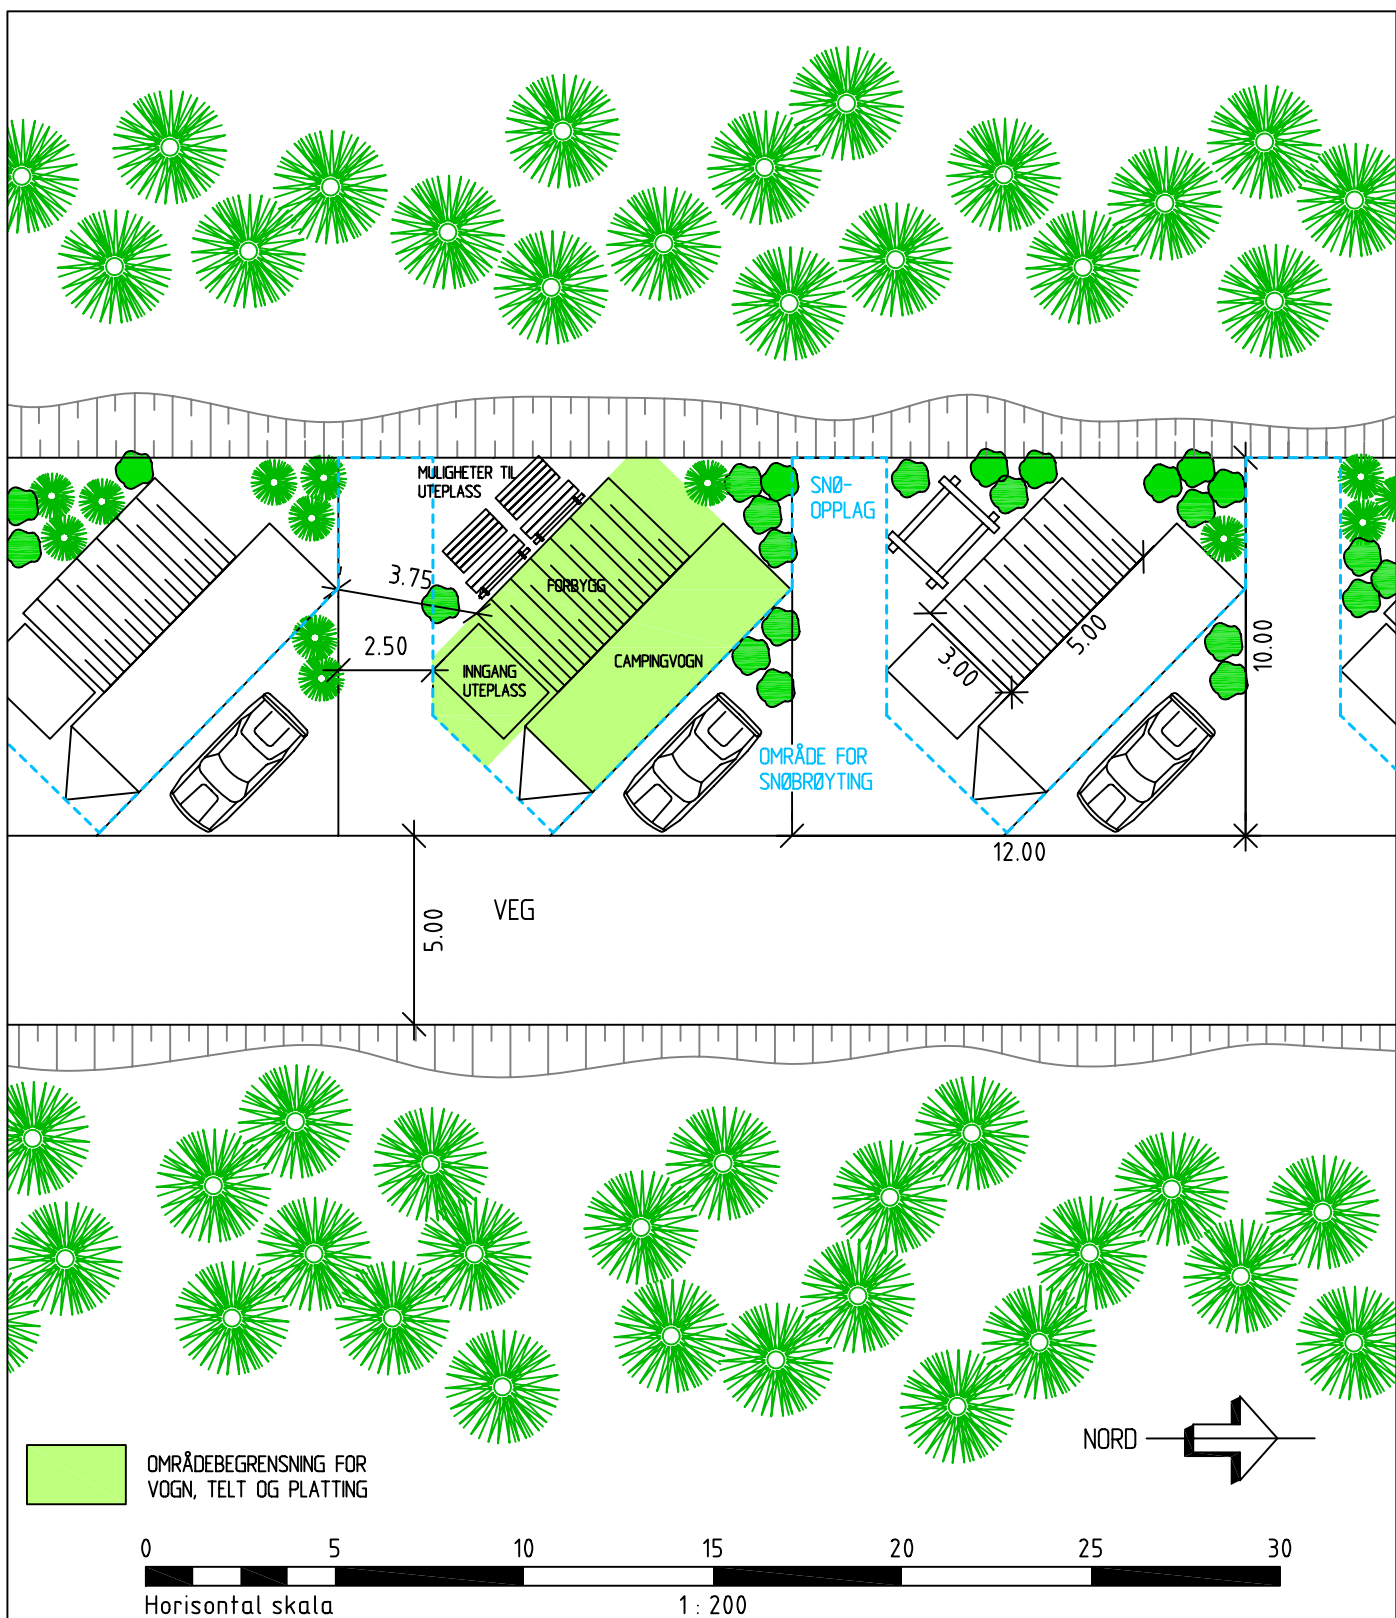 MULIGHETER TIL
UTEPLASS
SNØ-
OPPLAG
3.75
FORBYGG
2.50
INNGANG
UTEPLASS
CAMPINGVOGN
3.00
5.00
10.00
OMRÅDE FOR
SNØBRØYTING
12.00
5.00
VEG
NORD
OMRÅDEBEGRENSNING FOR
VOGN, TELT OG PLATTING
0 5 10 15 20 25 30
Horisontal skala 1 : 200